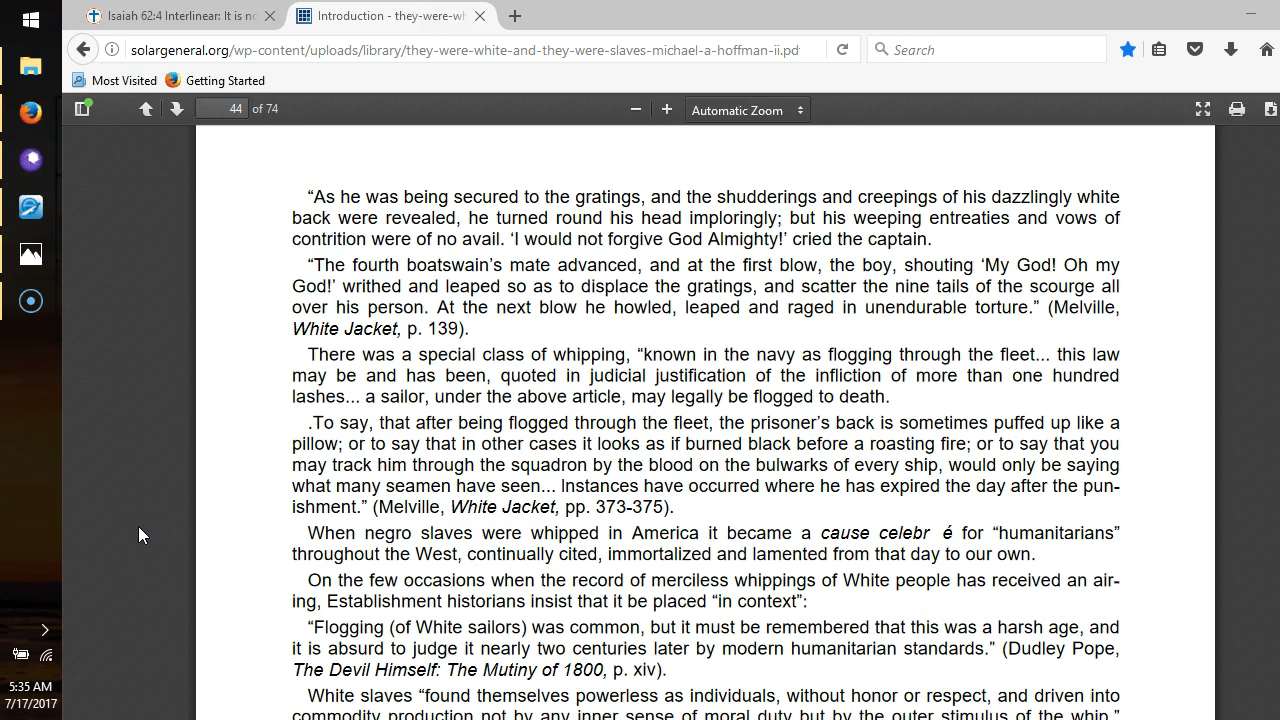 Isaiah 62:4 Interlinear: It is no
Introduction - they-were-wh
solargeneral.org/wp-content/uploads/library/they-were-white-and-they-were-slaves-michael-a-hoffman-ii.pdf
Search
Most Visited
Getting Started
44 of 74
Automatic Zoom
“As he was being secured to the gratings, and the shudderings and creepings of his dazzlingly white
back were revealed, he turned round his head imploringly; but his weeping entreaties and vows of
contrition were of no avail. ‘I would not forgive God Almighty!’ cried the captain.
“The fourth boatswain’s mate advanced, and at the first blow, the boy, shouting ‘My God! Oh my
God!’ writhed and leaped so as to displace the gratings, and scatter the nine tails of the scourge all
over his person. At the next blow he howled, leaped and raged in unendurable torture.” (Melville,
White Jacket, p. 139).
There was a special class of whipping, “known in the navy as flogging through the fleet... this law
may be and has been, quoted in judicial justification of the infliction of more than one hundred
lashes... a sailor, under the above article, may legally be flogged to death.
.To say, that after being flogged through the fleet, the prisoner’s back is sometimes puffed up like a
pillow; or to say that in other cases it looks as if burned black before a roasting fire; or to say that you
may track him through the squadron by the blood on the bulwarks of every ship, would only be saying
what many seamen have seen... Instances have occurred where he has expired the day after the pun-
ishment.” (Melville, White Jacket, pp. 373-375).
When negro slaves were whipped in America it became a cause celebr é for “humanitarians”
throughout the West, continually cited, immortalized and lamented from that day to our own.
On the few occasions when the record of merciless whippings of White people has received an air-
ing, Establishment historians insist that it be placed “in context”:
“Flogging (of White sailors) was common, but it must be remembered that this was a harsh age, and
it is absurd to judge it nearly two centuries later by modern humanitarian standards.” (Dudley Pope,
The Devil Himself: The Mutiny of 1800, p. xiv).
White slaves “found themselves powerless as individuals, without honor or respect, and driven into
commodity production not by any inner sense of moral duty but by the outer stimulus of the whip.”
5:35 AM
7/17/2017